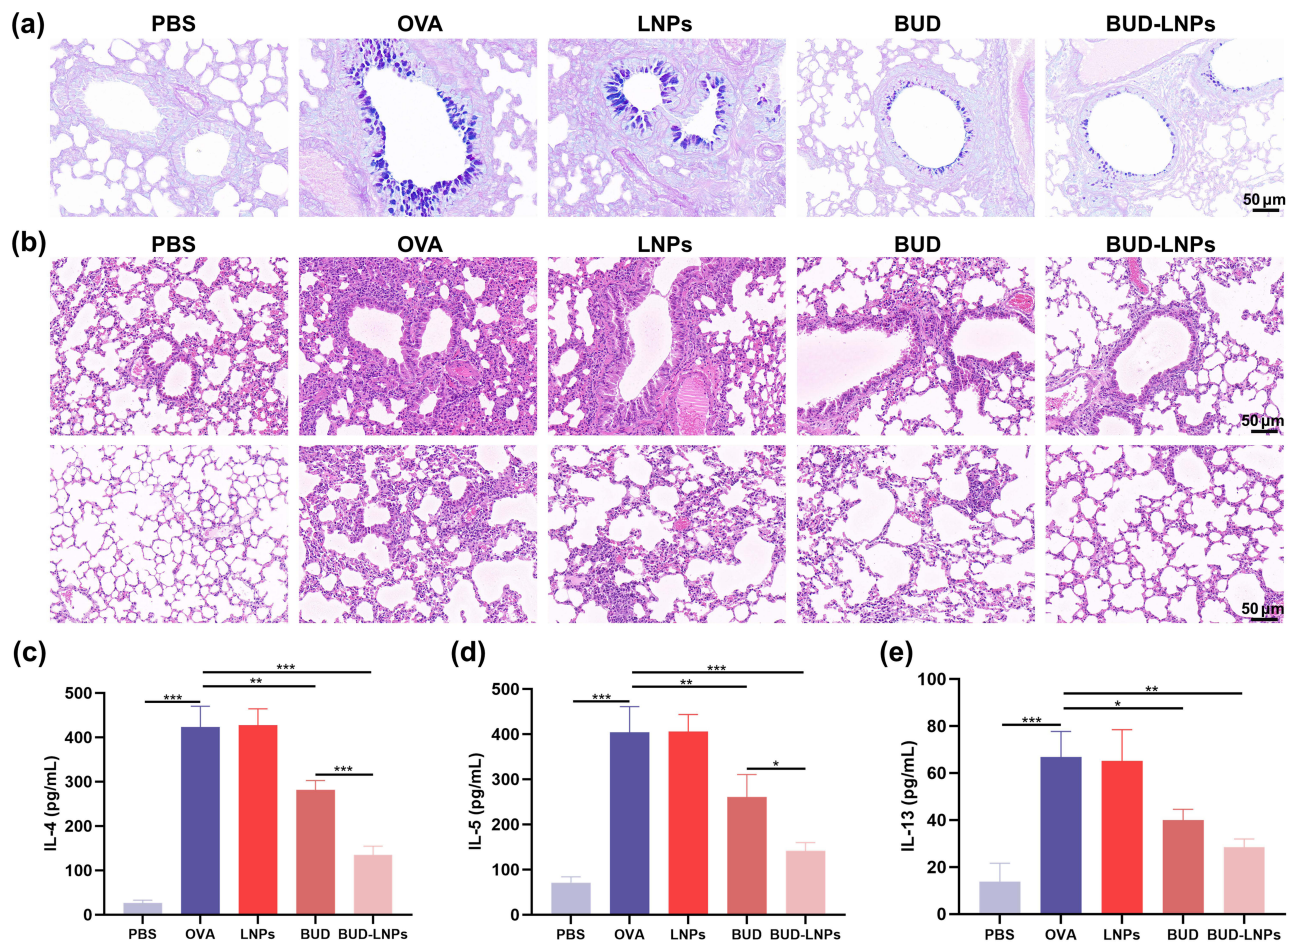 (a) PBS OVA LNPs BUD BUD-LNPs
50 μm
(b) PBS OVA LNPs BUD BUD-LNPs
50 μm
50 μm
(c)
***
**
***
***
IL-4 (pg/mL)
500
400
300
200
100
0
PBS OVA LNPs BUD BUD-LNPs
(d)
***
**
***
*
IL-5 (pg/mL)
500
400
300
200
100
0
PBS OVA LNPs BUD BUD-LNPs
(e)
**
*
***
IL-13 (pg/mL)
100
80
60
40
20
0
PBS OVA LNPs BUD BUD-LNPs